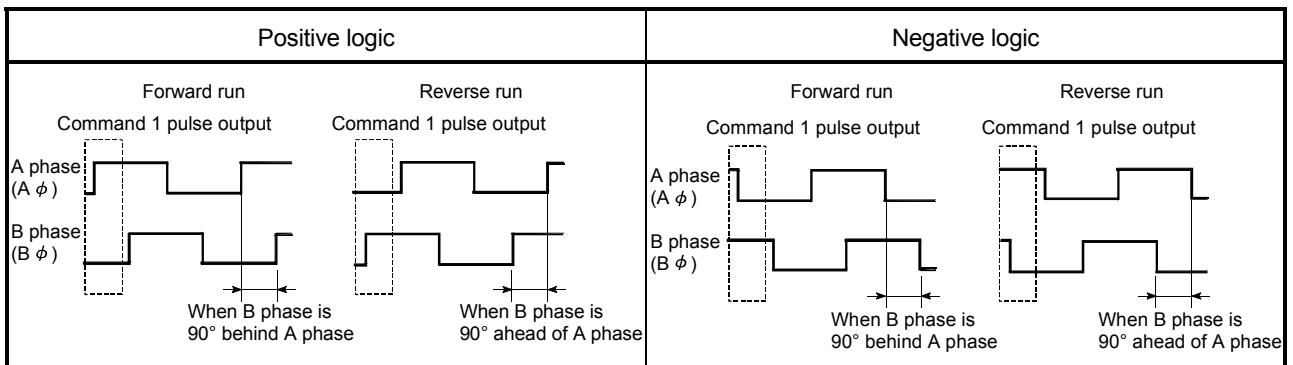 Positive logic
Negative logic
Forward run
Reverse run
Command 1 pulse output
Command 1 pulse output
A phase
(A ϕ)
B phase
(B ϕ)
When B phase is
90° behind A phase
When B phase is
90° ahead of A phase
Forward run
Reverse run
Command 1 pulse output
Command 1 pulse output
A phase
(A ϕ)
B phase
(B ϕ)
When B phase is
90° behind A phase
When B phase is
90° ahead of A phase